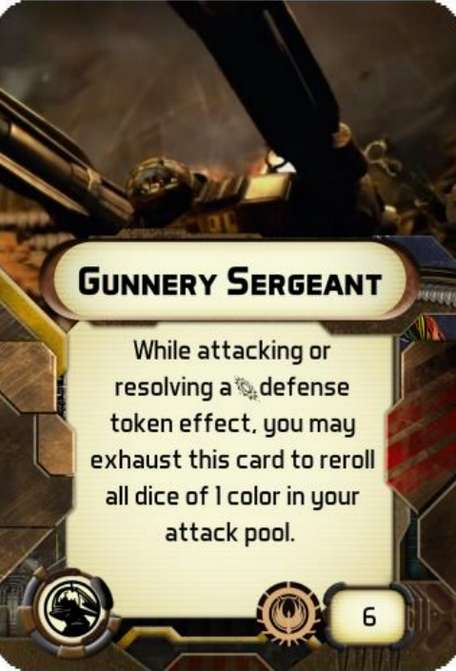 Gunnery Sergeant
While attacking or
resolving a defense
token effect, you may
exhaust this card to reroll
all dice of 1 color in your
attack pool.
6